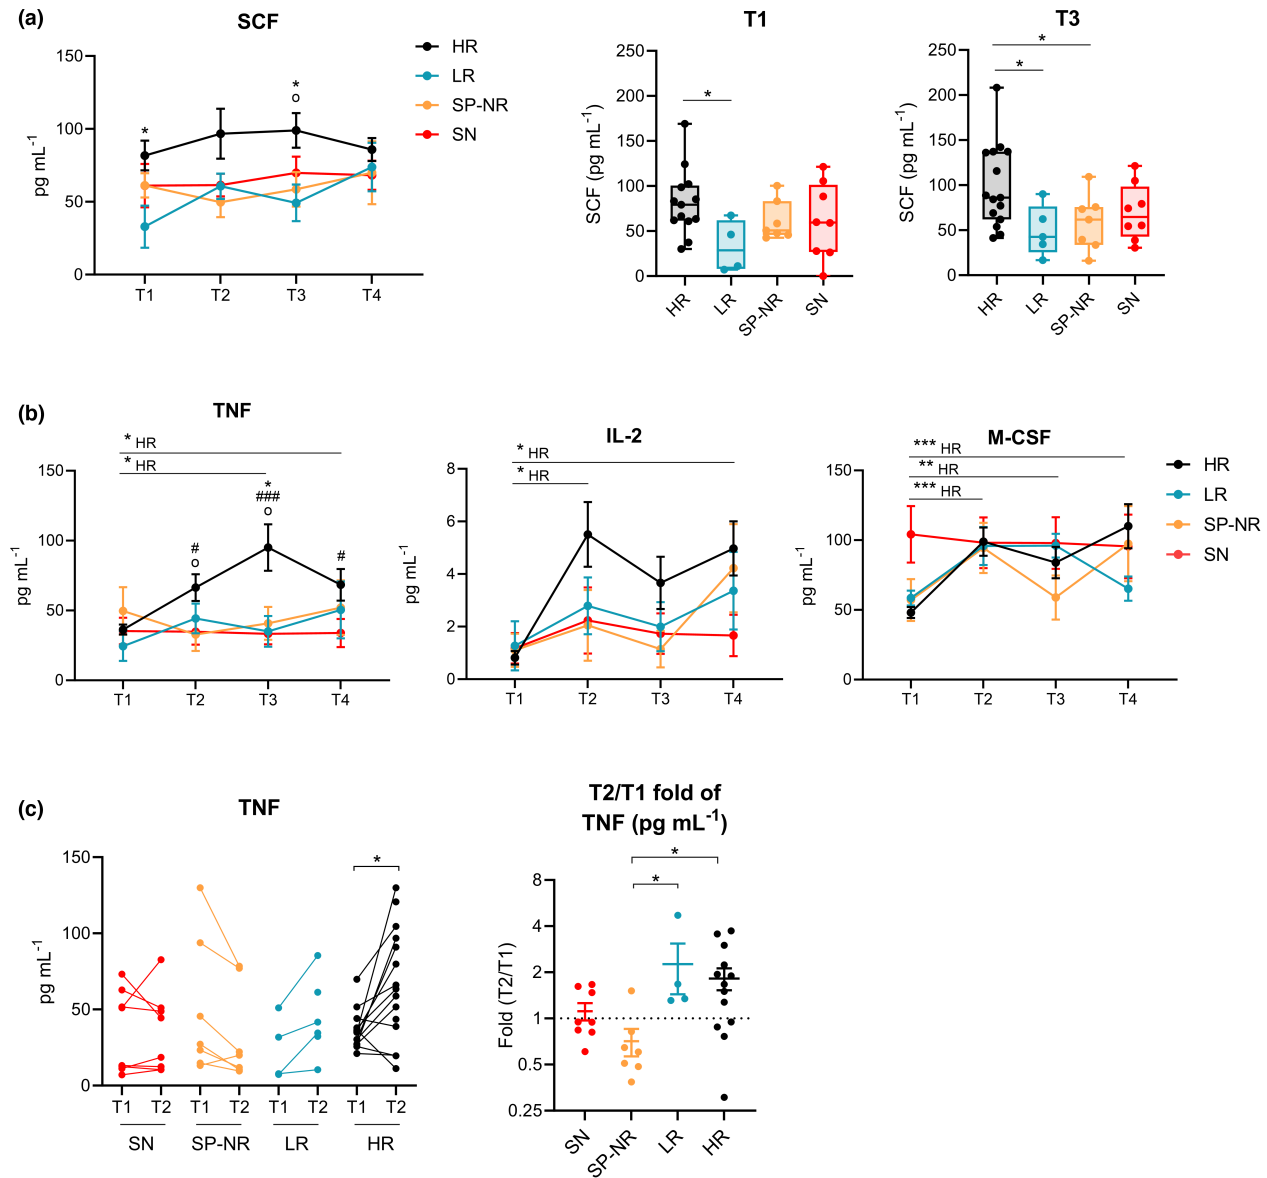 (a)
SCF
pg mL-1
150
100
50
0
*
*
o
T1
T2
T3
T4
HR
LR
SP-NR
SN
T1
SCF (pg mL-1)
250
200
150
100
50
0
*
HR
LR
SP-NR
SN
T3
SCF (pg mL-1)
250
200
150
100
50
0
*
*
HR
LR
SP-NR
SN
(b)
TNF
* HR
* HR
pg mL-1
150
100
50
0
#
o
*
###
o
#
T1
T2
T3
T4
IL-2
* HR
* HR
pg mL-1
8
6
4
2
0
T1
T2
T3
T4
M-CSF
*** HR
** HR
*** HR
pg mL-1
150
100
50
0
T1
T2
T3
T4
HR
LR
SP-NR
SN
(c)
TNF
pg mL-1
150
100
50
0
*
T1 T2 T1 T2 T1 T2 T1 T2
SN SP-NR LR HR
T2/T1 fold of
TNF (pg mL-1)
Fold (T2/T1)
8
4
2
1
0.5
0.25
*
*
SN
SP-NR
LR
HR